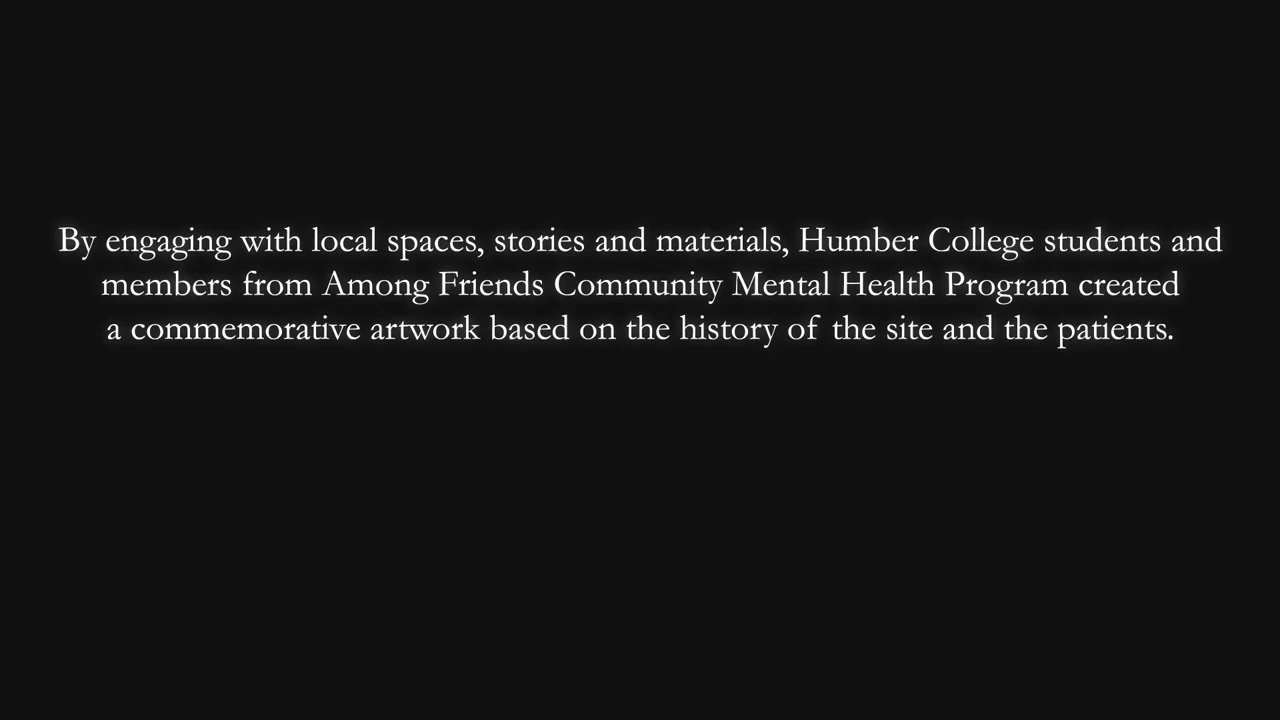 By engaging with local spaces, stories and materials, Humber College students and
members from Among Friends Community Mental Health Program created
a commemorative artwork based on the history of the site and the patients.